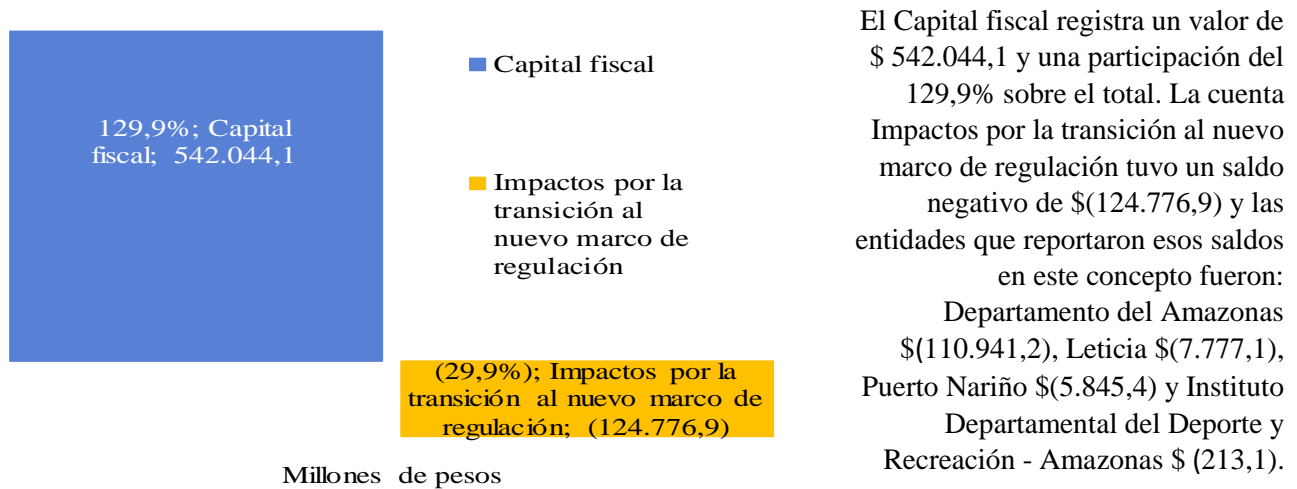 129,9%; Capital
fiscal; 542.044,1
(29,9%); Impactos por la
transición al nuevo marco de
regulación; (124.776,9)
Millones de pesos
Capital fiscal
Impactos por la
transición al
nuevo marco de
regulación
El Capital fiscal registra un valor de
$ 542.044,1 y una participación del
129,9% sobre el total. La cuenta
Impactos por la transición al nuevo
marco de regulación tuvo un saldo
negativo de $(124.776,9) y las
entidades que reportaron esos saldos
en este concepto fueron:
Departamento del Amazonas
$(110.941,2), Leticia $(7.777,1),
Puerto Nariño $(5.845,4) y Instituto
Departamental del Deporte y
Recreación - Amazonas $ (213,1).